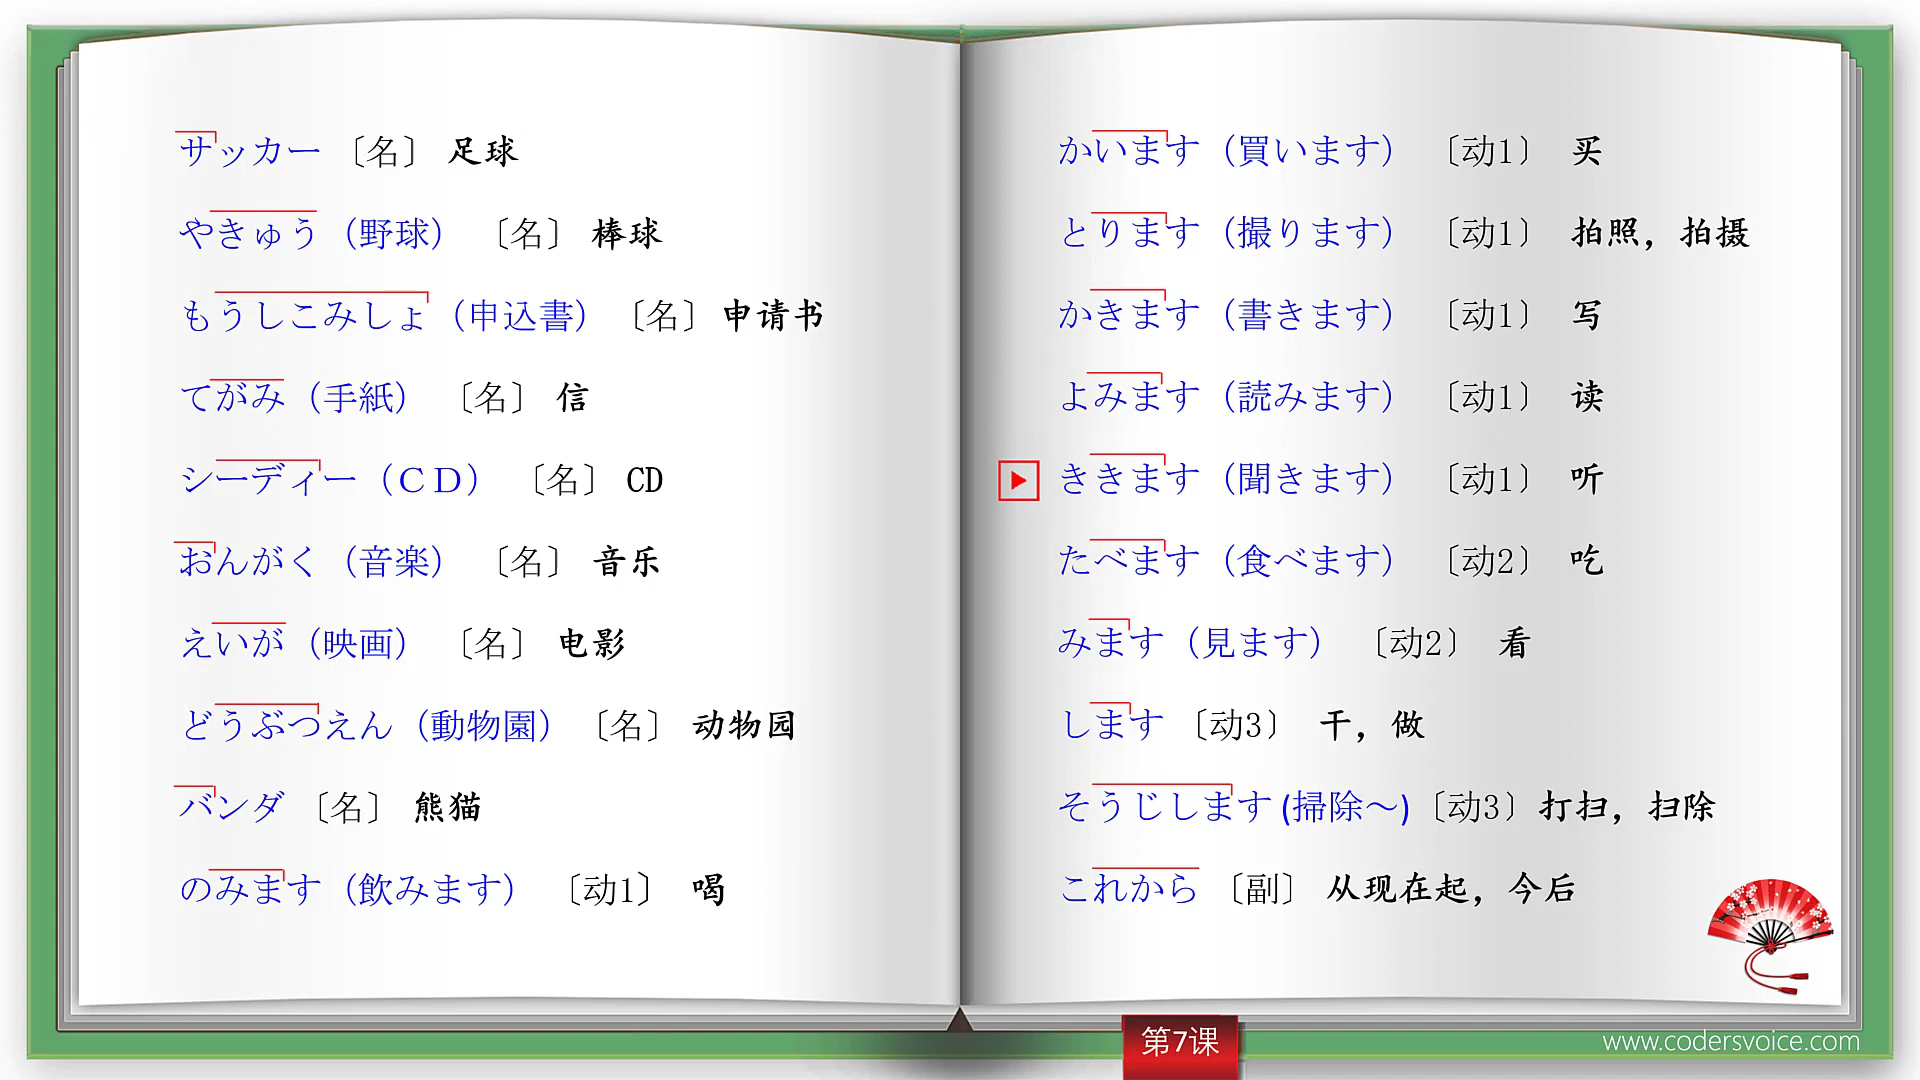 サッカー 〔名〕 足球
やきゅう（野球） 〔名〕 棒球
もうしこみしょ（申込書） 〔名〕 申请书
てがみ（手紙） 〔名〕 信
シーディー（ＣＤ） 〔名〕 CD
おんがく（音楽） 〔名〕 音乐
えいが（映画） 〔名〕 电影
どうぶつえん（動物園） 〔名〕 动物园
パンダ 〔名〕 熊猫
のみます（飲みます） 〔动1〕 喝
かいます（買います） 〔动1〕 买
とります（撮ります） 〔动1〕 拍照，拍摄
かきます（書きます） 〔动1〕 写
よみます（読みます） 〔动1〕 读
ききます（聞きます） 〔动1〕 听
たべます（食べます） 〔动2〕 吃
みます（見ます） 〔动2〕 看
します 〔动3〕 干，做
そうじします(掃除～)〔动3〕打扫，扫除
これから 〔副〕 从现在起，今后
第7课
www.codersvoice.com